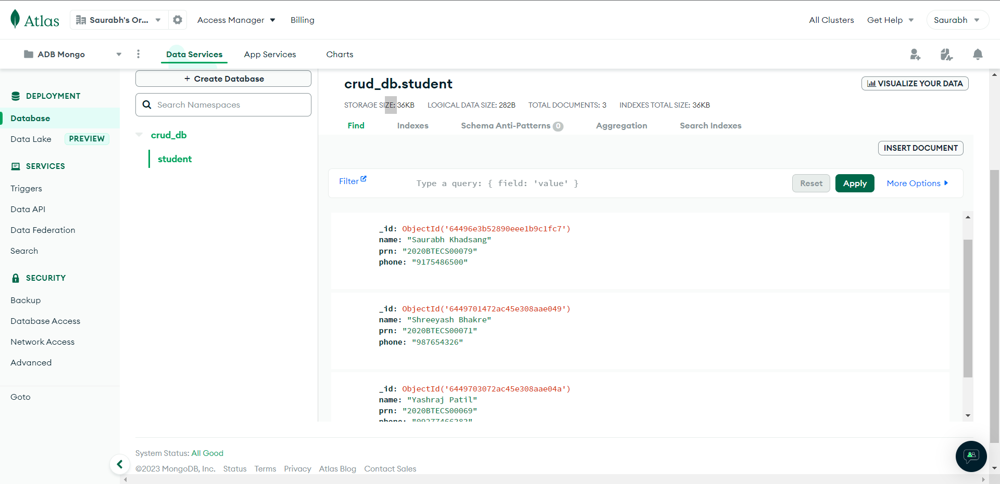 Atlas
Saurabh's Or...
Access Manager
Billing
All Clusters
Get Help
Saurabh
ADB Mongo
Data Services
App Services
Charts
DEPLOYMENT
Database
Data Lake PREVIEW
SERVICES
Triggers
Data API
Data Federation
Search
SECURITY
Backup
Database Access
Network Access
Advanced
Goto
+ Create Database
Search Namespaces
crud_db
student
crud_db.student
VISUALIZE YOUR DATA
STORAGE SIZE: 36KB LOGICAL DATA SIZE: 282B TOTAL DOCUMENTS: 3 INDEXES TOTAL SIZE: 36KB
Find Indexes Schema Anti-Patterns 0 Aggregation Search Indexes
INSERT DOCUMENT
Filter Type a query: { field: 'value' } Reset Apply More Options
_id: ObjectId('64496e3b52890eee1b9c1fc7')
name: "Saurabh Khadsang"
prn: "2020BTECS00079"
phone: "9175486500"
_id: ObjectId('6449701472ac45e308aae049')
name: "Shreeyash Bhakre"
prn: "2020BTECS00071"
phone: "987654326"
_id: ObjectId('6449703072ac45e308aae04a')
name: "Yashraj Patil"
prn: "2020BTECS00069"
phone:
System Status: All Good
©2023 MongoDB, Inc. Status Terms Privacy Atlas Blog Contact Sales